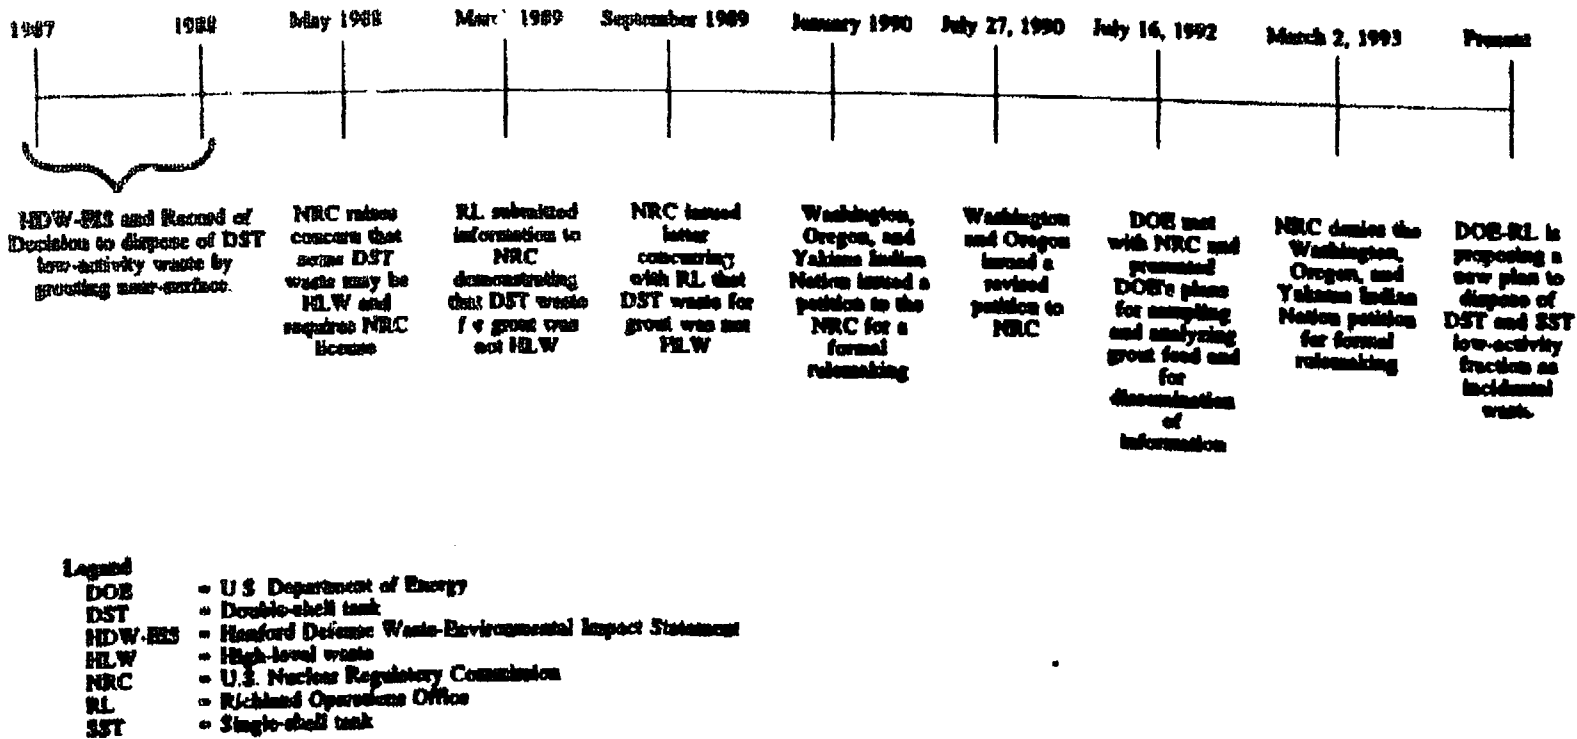 1987
1988
May 1988
1989
September 1989
January 1990
July 27, 1990
July 16, 1992
March 2, 1993
Present
HDW-EIS and Record of
Decision to dispose of DST
low-activity waste by
grouting near-surface.
NRC raises
concern that
some DST
waste may be
HLW and
requires NRC
license
RL submitted
information to
NRC
demonstrating
that DST waste
grout was
not HLW
NRC issued
letter
concurring
with RL that
DST waste for
grout was not
HLW
Washington,
Oregon, and
Yakima Indian
Nation issued a
petition to the
NRC for a
formal
rulemaking
Washington
and Oregon
issued a
revised
petition to
NRC
DOE met
with NRC and
presented
DOE's plans
for sampling
and analyzing
grout feed and
for
dissemination
of
information
NRC denies the
Washington,
Oregon, and
Yakama Indian
Nation petition
for formal
rulemaking
DOE-RL is
proposing a
new plan to
dispose of
DST and SST
low-activity
fraction as
incidental
waste.
Legend
DOE = U S Department of Energy
DST = Double-shell tank
HDW-EIS = Hanford Defense Waste-Environmental Impact Statement
HLW = High-level waste
NRC = U.S. Nuclear Regulatory Commission
RL = Richland Operations Office
SST = Single-shell tank